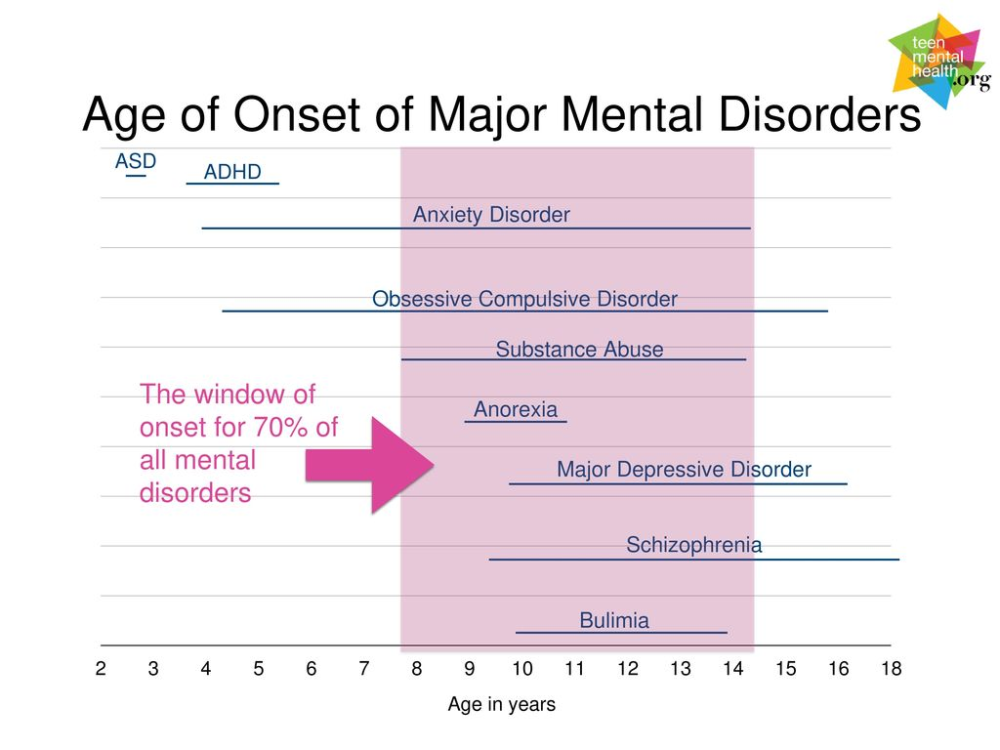 teen
mental
health
.org
Age of Onset of Major Mental Disorders
ASD
ADHD
Anxiety Disorder
Obsessive Compulsive Disorder
Substance Abuse
The window of
onset for 70% of
all mental
disorders
Anorexia
Major Depressive Disorder
Schizophrenia
Bulimia
2 3 4 5 6 7 8 9 10 11 12 13 14 15 16 18
Age in years